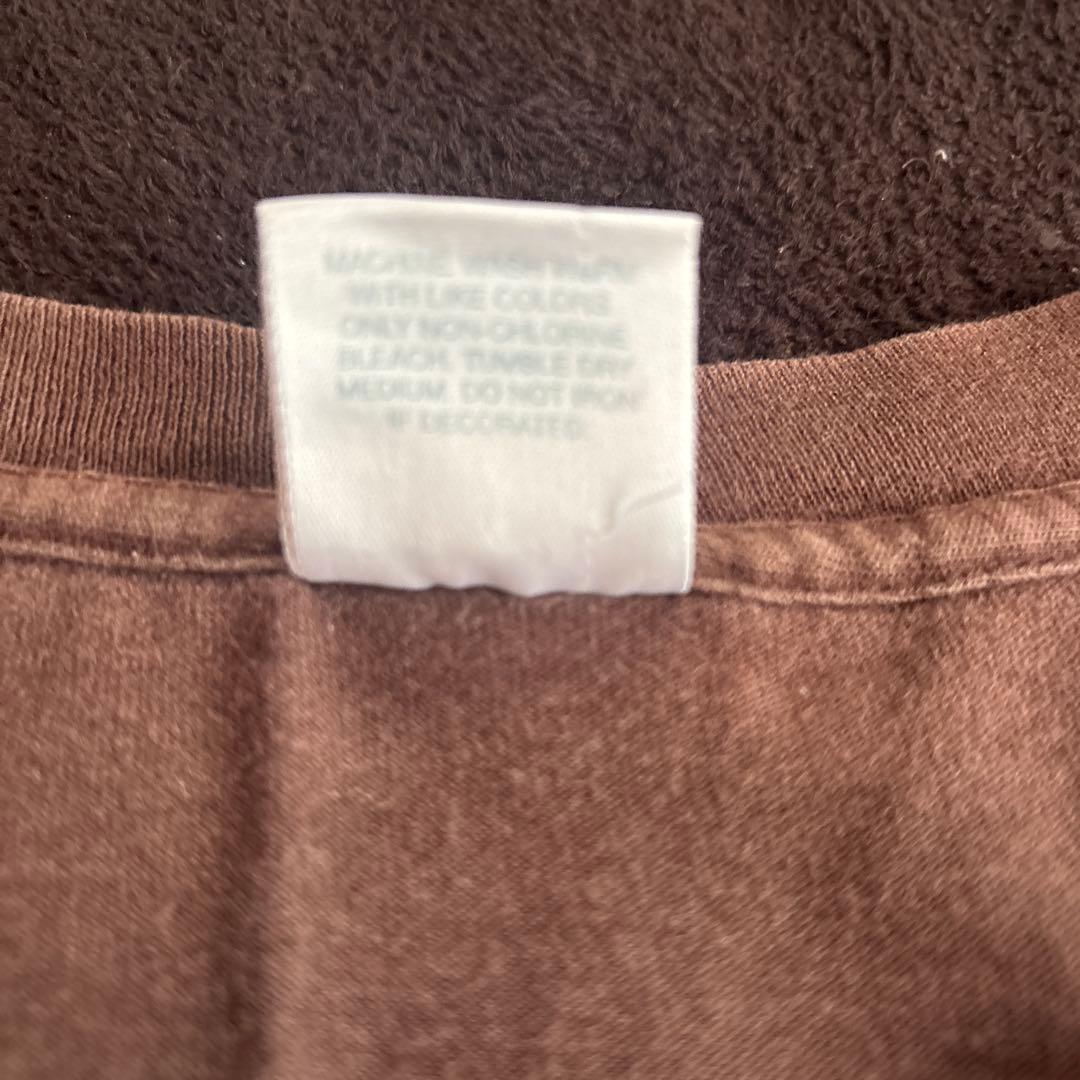 MACHINE WASH WARM
WITH LIKE COLORS
ONLY NON-CHLORINE
BLEACH. TUMBLE DRY
MEDIUM. DO NOT IRON
IF DECORATED.